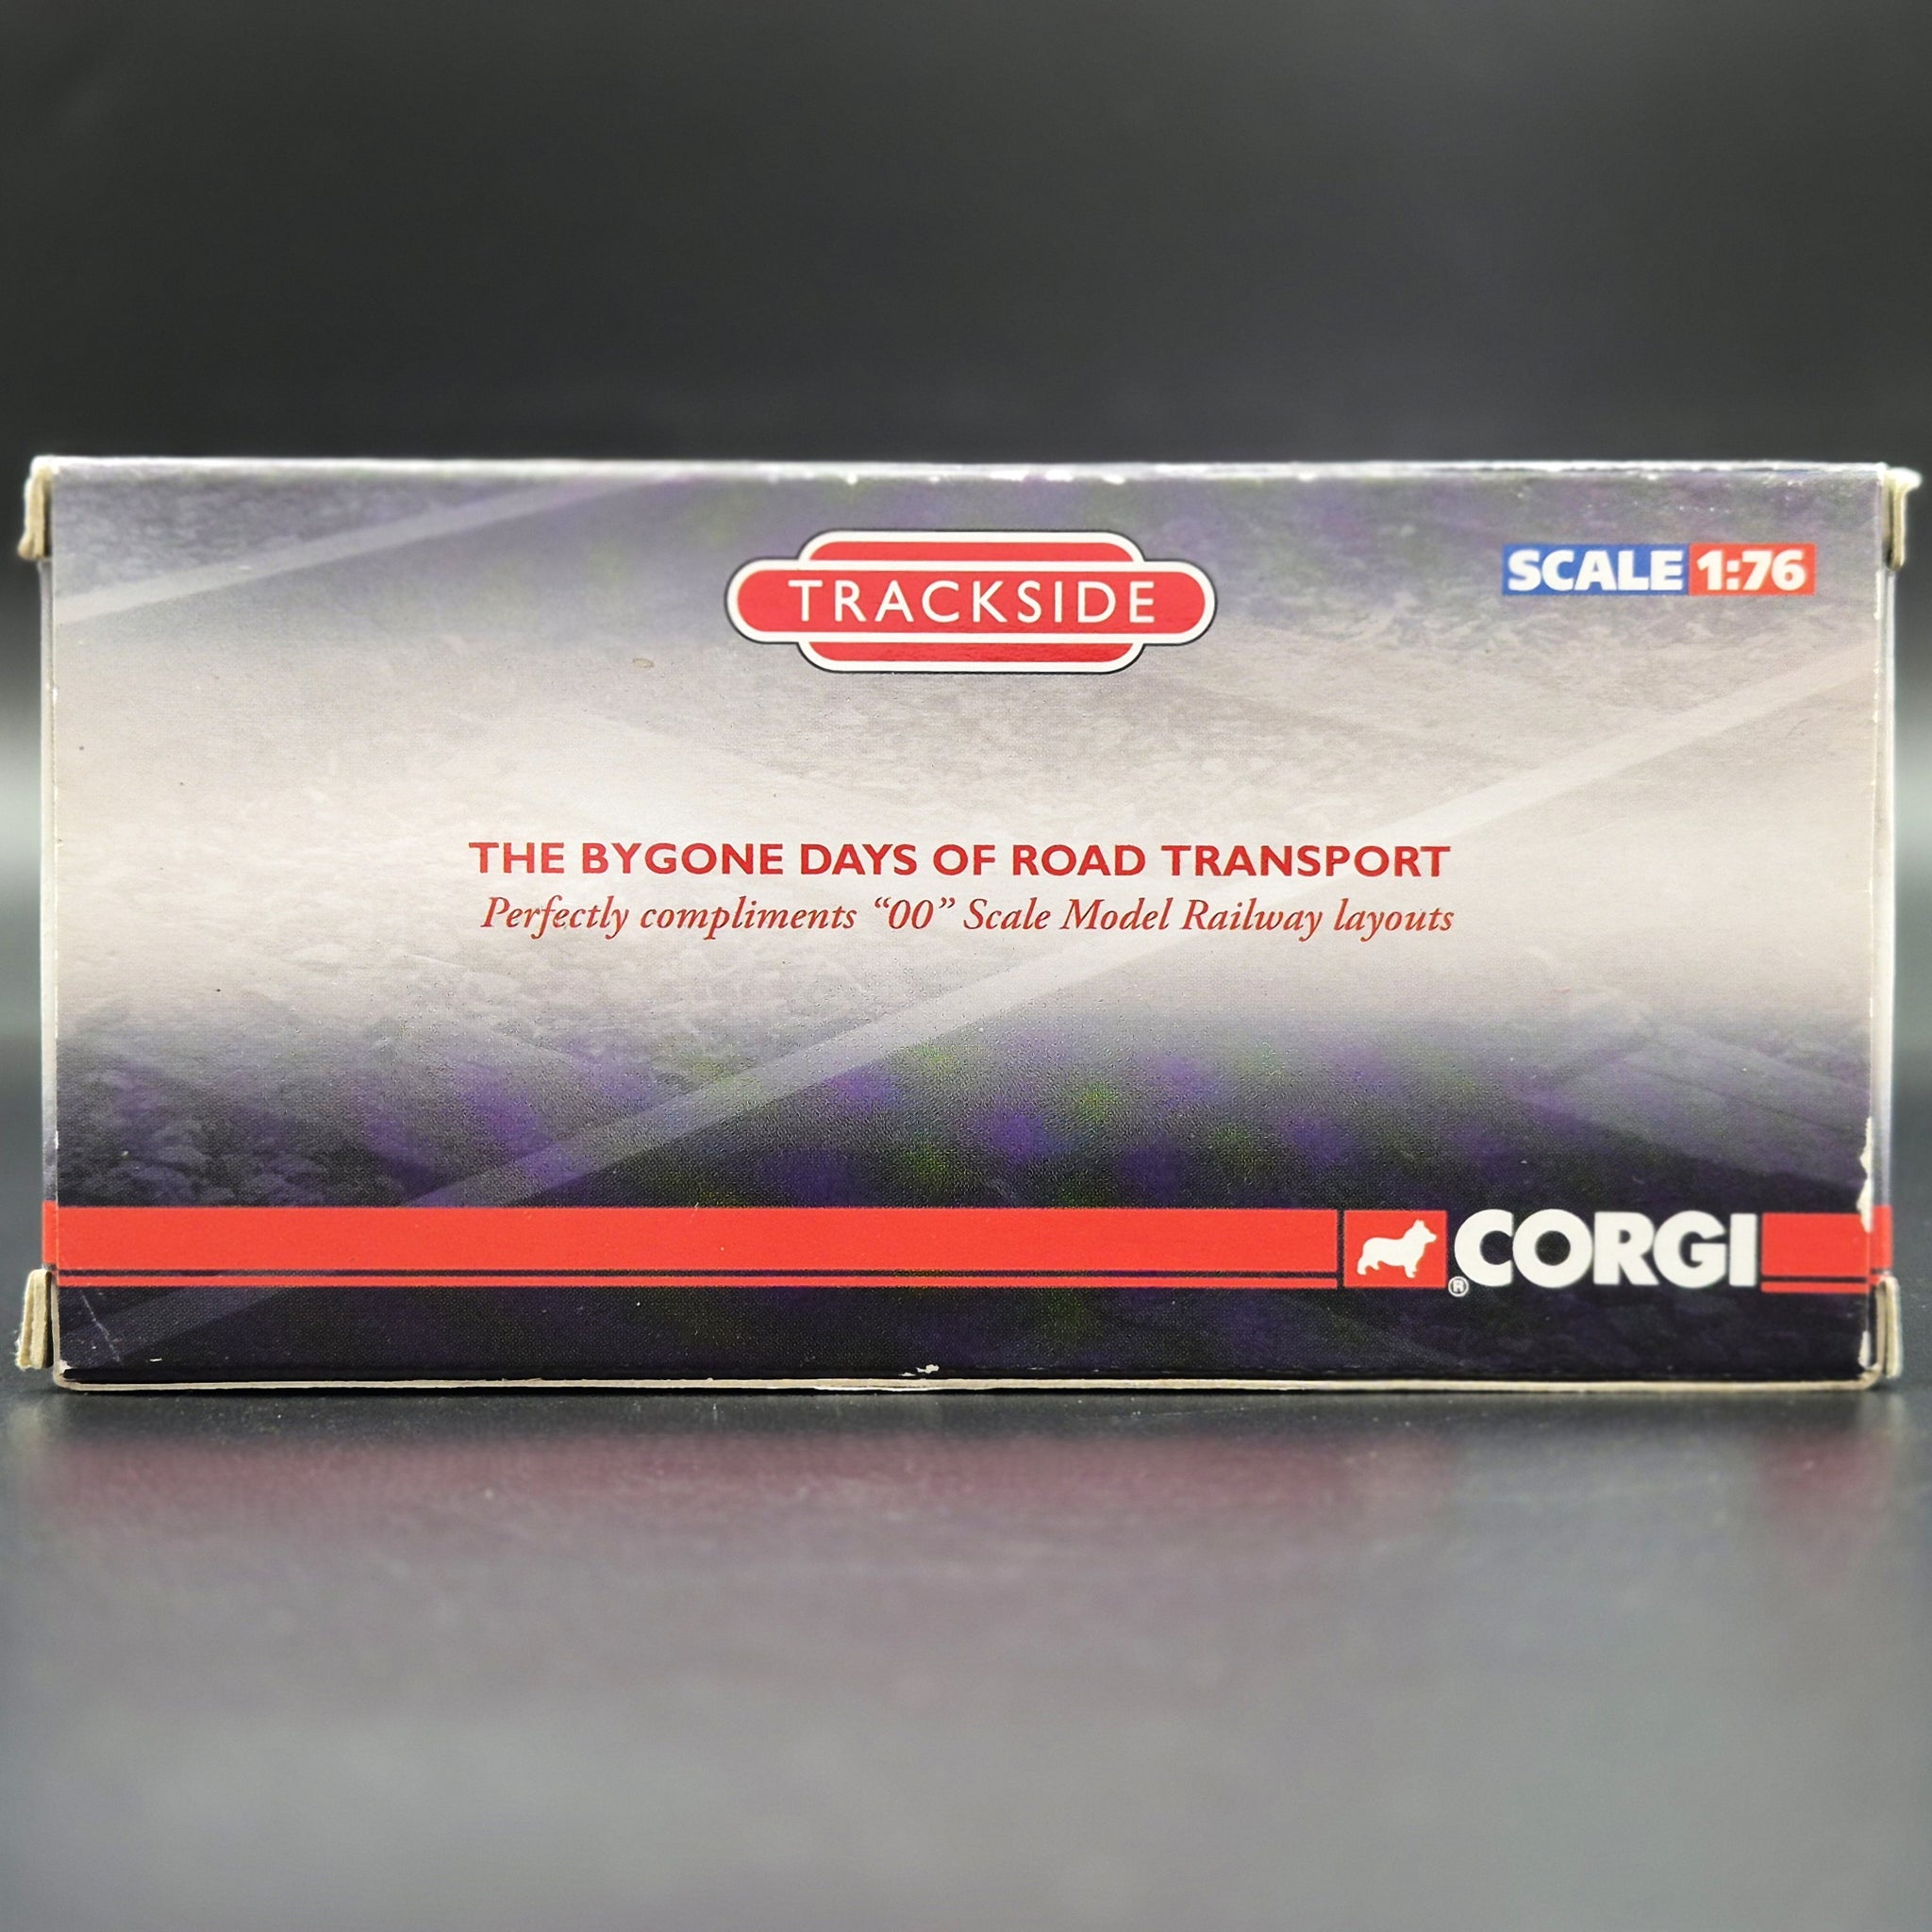 TRACKSIDE
SCALE 1:76
THE BYGONE DAYS OF ROAD TRANSPORT
Perfectly compliments “00” Scale Model Railway layouts
®CORGI